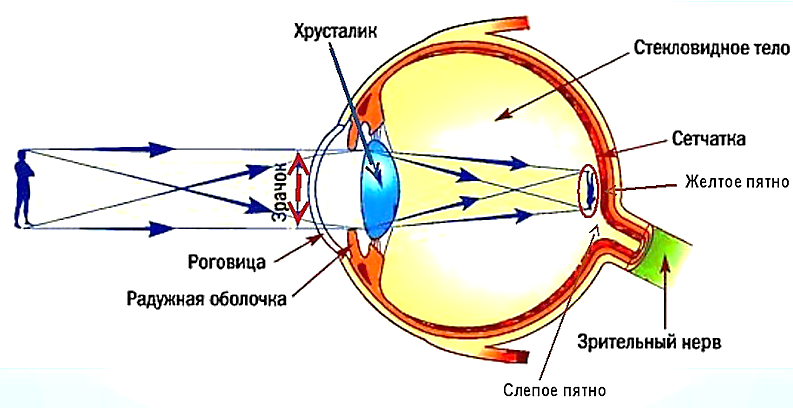 Хрусталик
Стекловидное тело
Сетчатка
Желтое пятно
Зрачок
Роговица
Радужная оболочка
Зрительный нерв
Слепое пятно